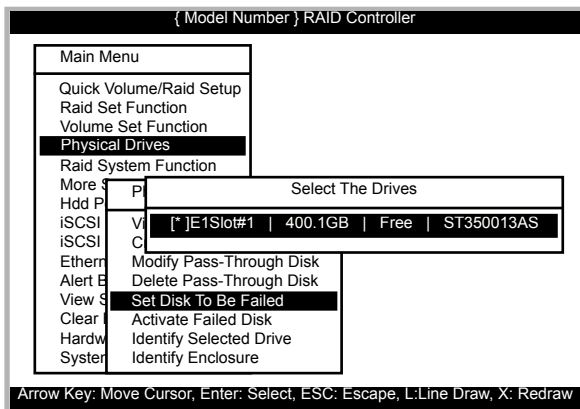 { Model Number } RAID Controller
Main Menu
Quick Volume/Raid Setup
Raid Set Function
Volume Set Function
Physical Drives
Raid System Function
More
Hdd
iSCSI
iSCSI
Alert
View
Clear
Select The Drives
[* ]E1Slot#1 | 400.1GB | Free | ST350013AS
Modify Pass-Through Disk
Delete Pass-Through Disk
Set Disk To Be Failed
Activate Failed Disk
Identify Selected Drive
Identify Enclosure
Arrow Key: Move Cursor, Enter: Select, ESC: Escape, L:Line Draw, X: Redraw